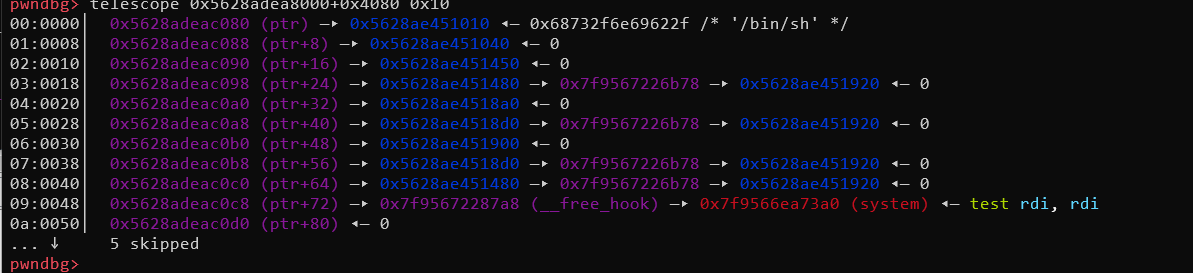 pwndbg> telescope 0x5628adea8000+0x4080 0x10
00:0000│ 0x5628adeac080 (ptr) —▸ 0x5628ae451010 ◂— 0x68732f6e69622f /* '/bin/sh' */
01:0008│ 0x5628adeac088 (ptr+8) —▸ 0x5628ae451040 ◂— 0
02:0010│ 0x5628adeac090 (ptr+16) —▸ 0x5628ae451450 ◂— 0
03:0018│ 0x5628adeac098 (ptr+24) —▸ 0x5628ae451480 —▸ 0x7f9567226b78 —▸ 0x5628ae451920 ◂— 0
04:0020│ 0x5628adeac0a0 (ptr+32) —▸ 0x5628ae4518a0 ◂— 0
05:0028│ 0x5628adeac0a8 (ptr+40) —▸ 0x5628ae4518d0 —▸ 0x7f9567226b78 —▸ 0x5628ae451920 ◂— 0
06:0030│ 0x5628adeac0b0 (ptr+48) —▸ 0x5628ae451900 ◂— 0
07:0038│ 0x5628adeac0b8 (ptr+56) —▸ 0x5628ae4518d0 —▸ 0x7f9567226b78 —▸ 0x5628ae451920 ◂— 0
08:0040│ 0x5628adeac0c0 (ptr+64) —▸ 0x5628ae451480 —▸ 0x7f9567226b78 —▸ 0x5628ae451920 ◂— 0
09:0048│ 0x5628adeac0c8 (ptr+72) —▸ 0x7f95672287a8 (__free_hook) —▸ 0x7f9566ea73a0 (system) ◂— test rdi, rdi
0a:0050│ 0x5628adeac0d0 (ptr+80) ◂— 0
... ↓ 5 skipped
pwndbg>